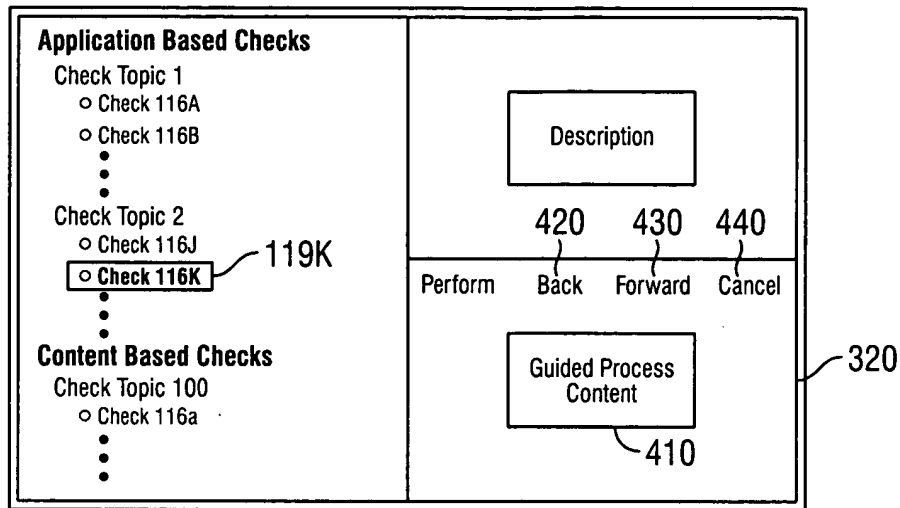 Application Based Checks
Check Topic 1
Check 116A
Check 116B
Check Topic 2
Check 116J
Check 116K
119K
Content Based Checks
Check Topic 100
Check 116a
Description
420 430 440
Perform Back Forward Cancel
Guided Process
Content
410
320